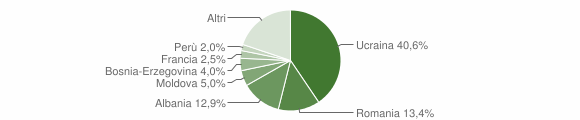 Altri
Perù 2,0%
Francia 2,5%
Bosnia-Erzegovina 4,0%
Moldova 5,0%
Albania 12,9%
Ucraina 40,6%
Romania 13,4%